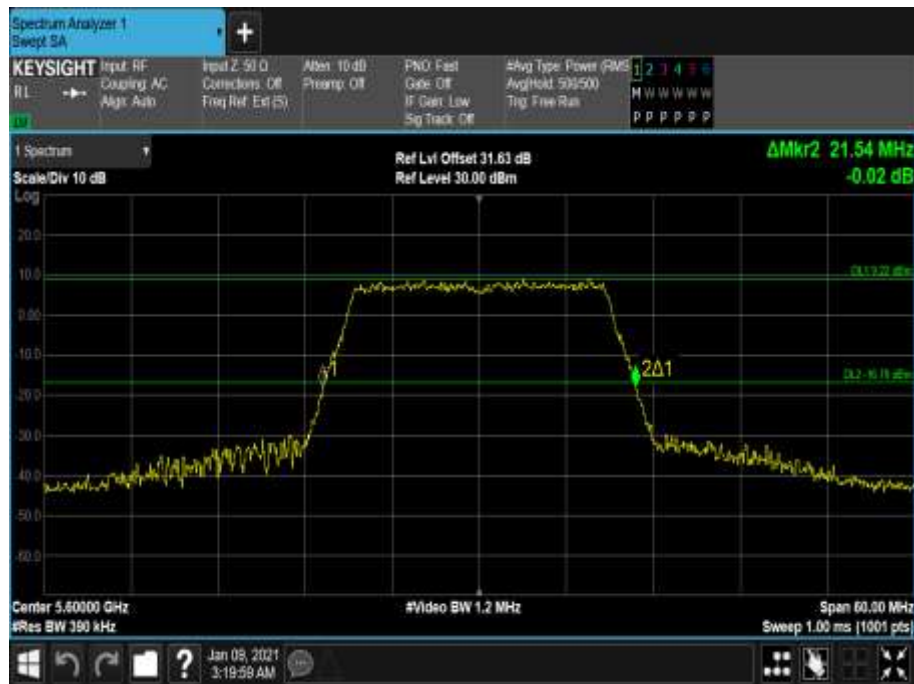 Spectrum Analyzer 1
Swept SA
+
KEYSIGHT
RL
Input: RF
Coupling: AC
Align: Auto
Input Z: 50 Ω
Corrections: Off
Freq Ref: Ext (S)
Atten: 10 dB
Preamp: Off
PNO: Fast
Gate: Off
IF Gain: Low
Sig Track: Off
#Avg Type: Power (RMS
Avg|Hold: 500/500
Trig: Free Run
1 2 3 4 5 6
M W W W W W
P P P P P P
1 Spectrum
Scale/Div 10 dB
Log
Ref Lvl Offset 31.63 dB
Ref Level 30.00 dBm
ΔMkr2 21.54 MHz
-0.02 dB
20.0
10.0
0.00
-10.0
-20.0
-30.0
-40.0
-50.0
-60.0
2Δ1
Center 5.60000 GHz
#Res BW 390 kHz
#Video BW 1.2 MHz
Span 60.00 MHz
Sweep 1.00 ms (1001 pts)
?
Jan 09, 2021
3:19:59 AM